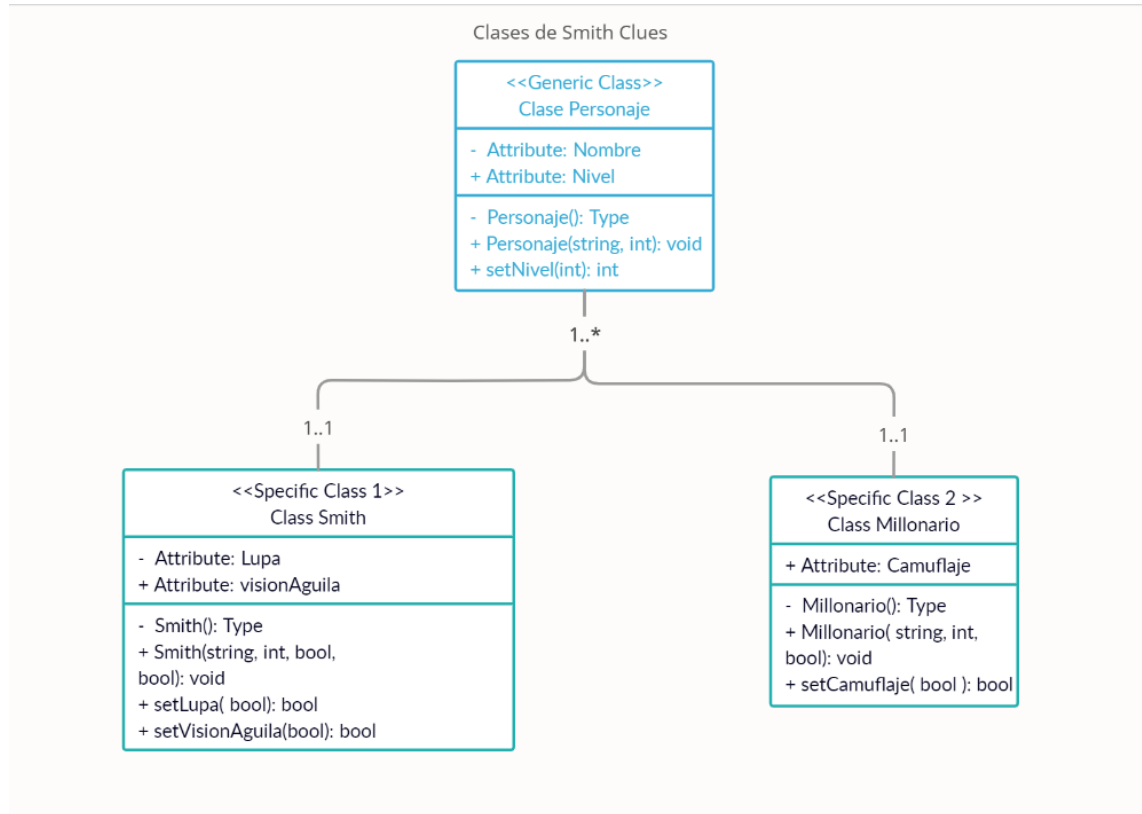 Clases de Smith Clues
<<Generic Class>>
Clase Personaje
- Attribute: Nombre
+ Attribute: Nivel
- Personaje(): Type
+ Personaje(string, int): void
+ setNivel(int): int
1..*
1..1
1..1
<<Specific Class 1>>
Class Smith
- Attribute: Lupa
+ Attribute: visionAguila
- Smith(): Type
+ Smith(string, int, bool,
bool): void
+ setLupa( bool): bool
+ setVisionAguila(bool): bool
<<Specific Class 2 >>
Class Millonario
+ Attribute: Camuflaje
- Millonario(): Type
+ Millonario( string, int,
bool): void
+ setCamuflaje( bool ): bool